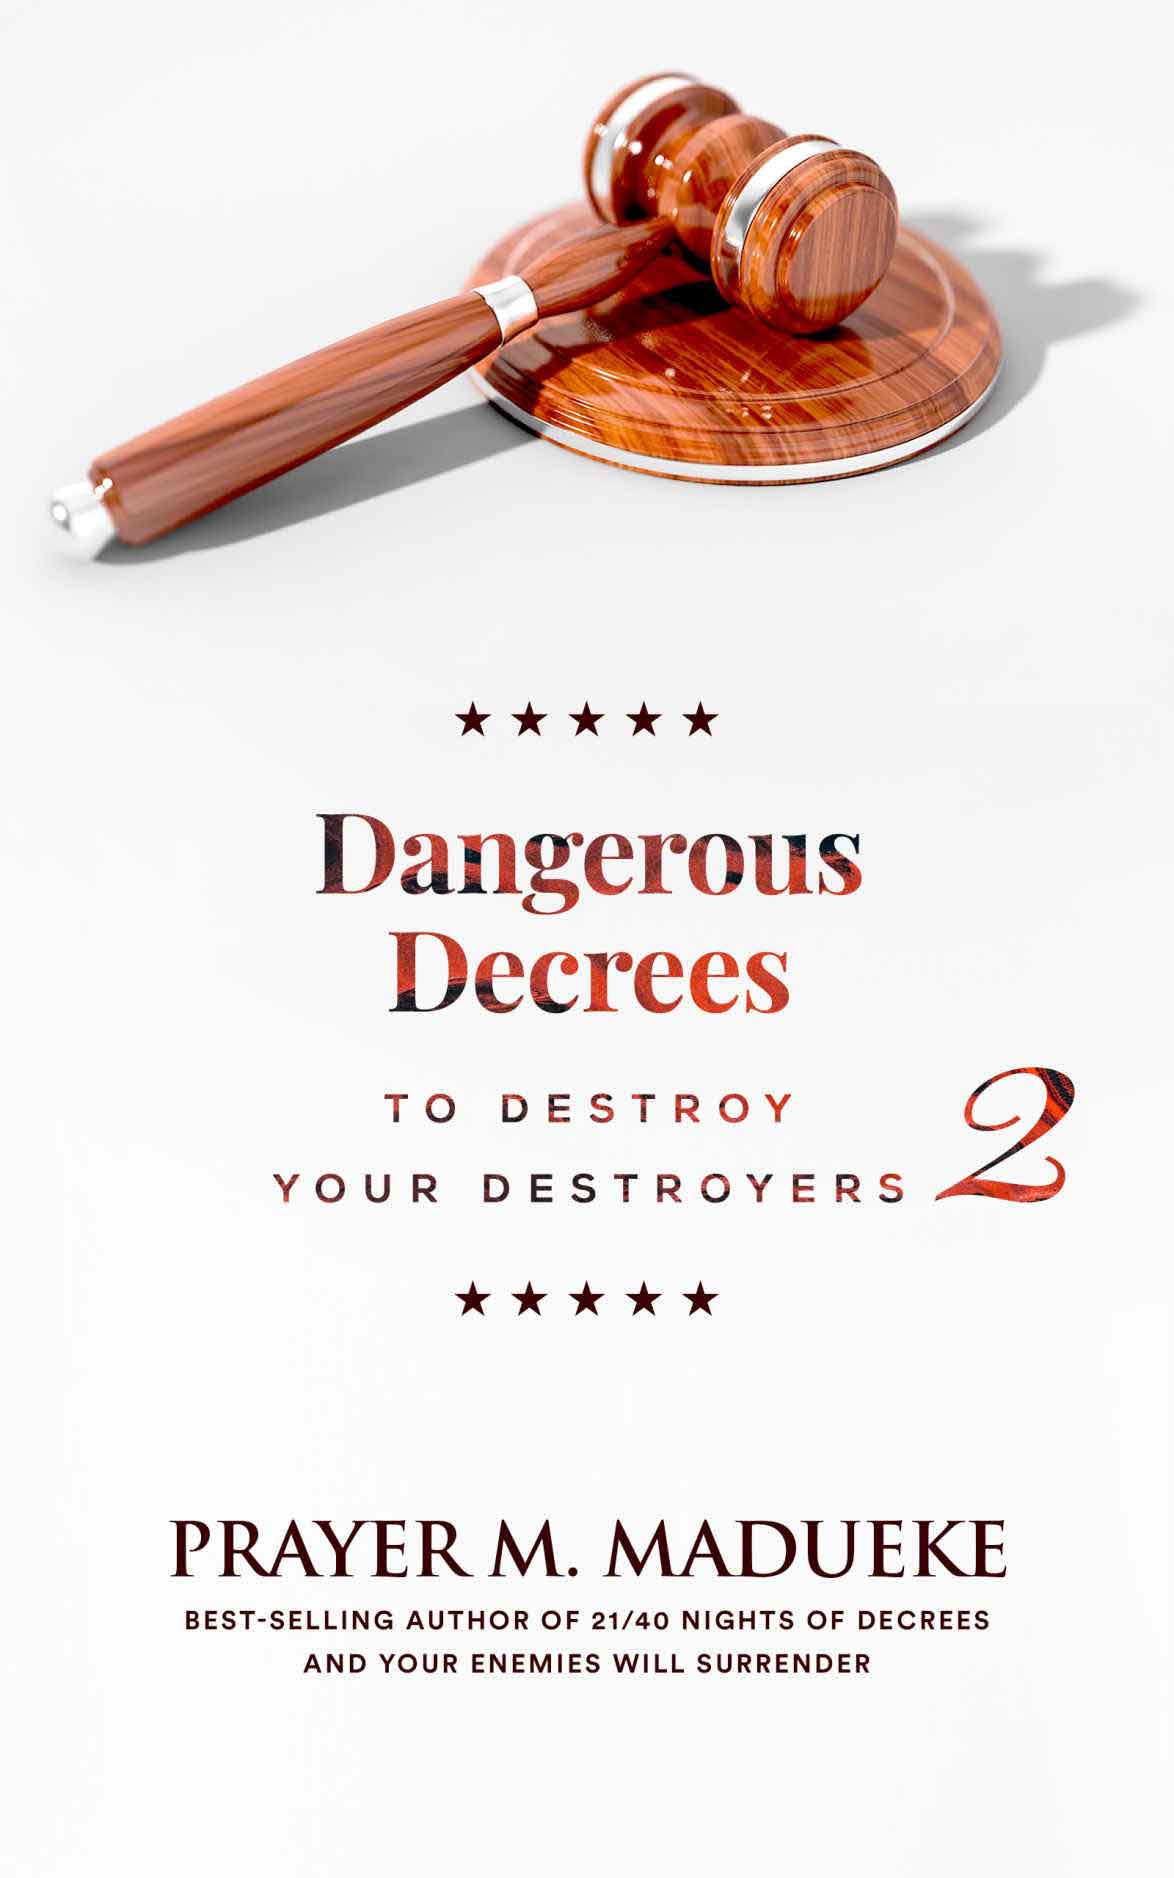 Dangerous
Decrees
TO DESTROY
YOUR DESTROYERS 2
PRAYER M. MADUEKE
BEST-SELLING AUTHOR OF 21/40 NIGHTS OF DECREES
AND YOUR ENEMIES WILL SURRENDER